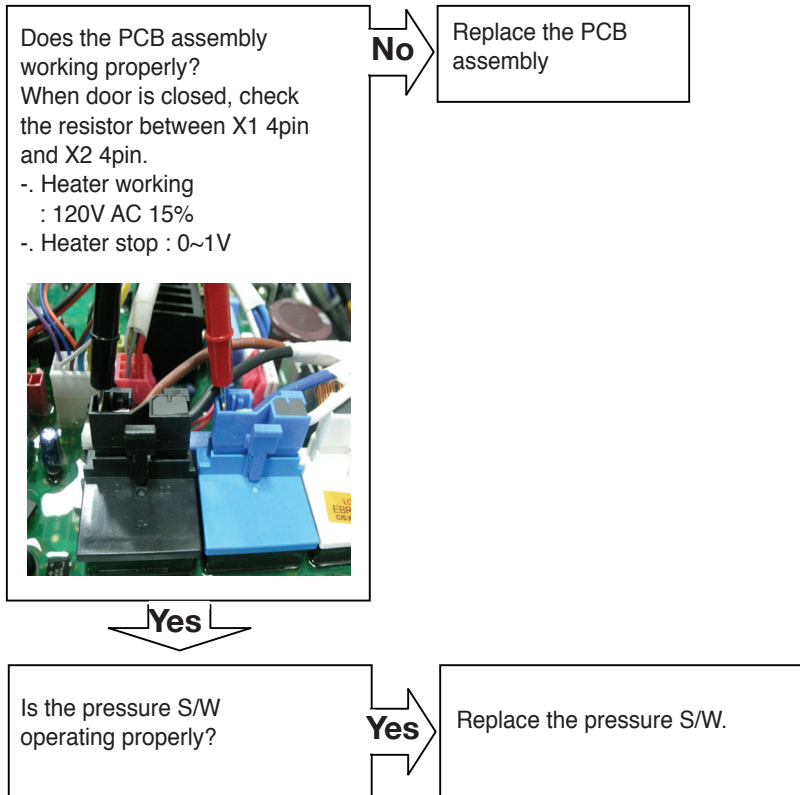 Does the PCB assembly
working properly?
When door is closed, check
the resistor between X1 4pin
and X2 4pin.
-. Heater working
: 120V AC 15%
-. Heater stop : 0~1V
No
Replace the PCB
assembly
Yes
Is the pressure S/W
operating properly?
Yes
Replace the pressure S/W.